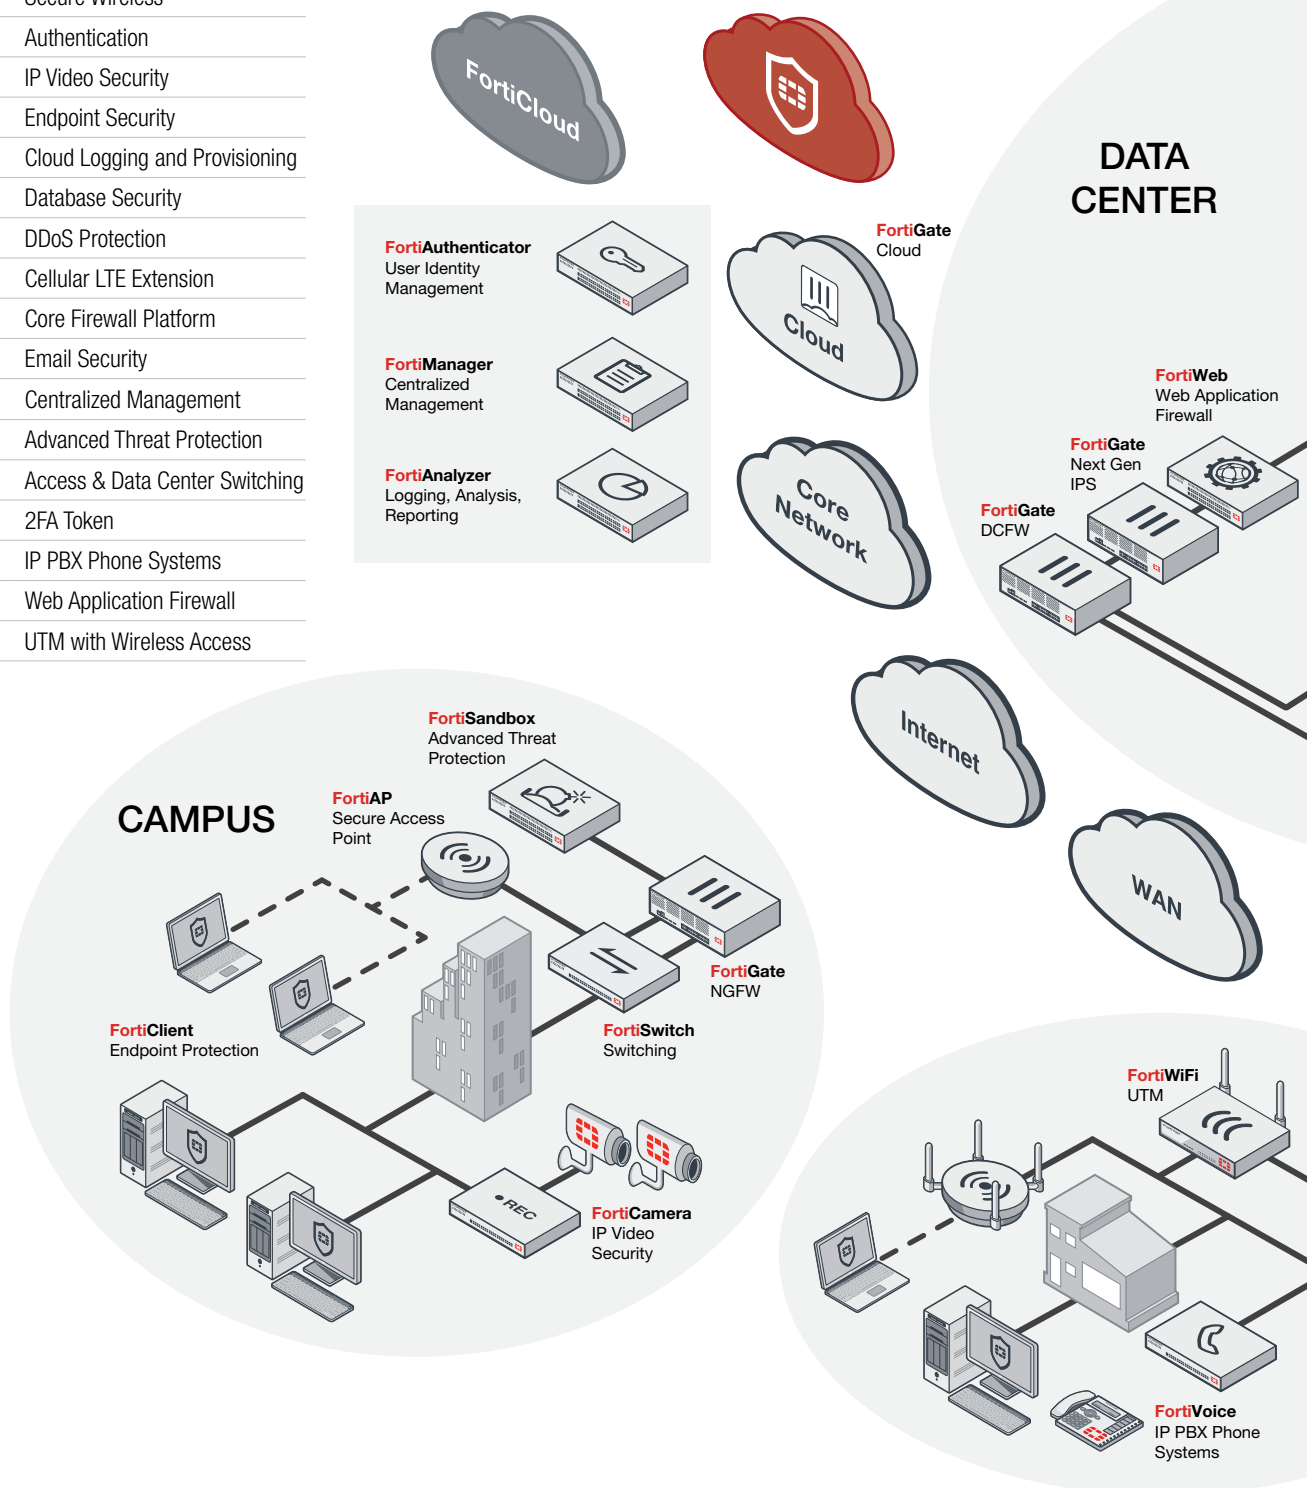 Secure Wireless
Authentication
IP Video Security
Endpoint Security
Cloud Logging and Provisioning
Database Security
DDoS Protection
Cellular LTE Extension
Core Firewall Platform
Email Security
Centralized Management
Advanced Threat Protection
Access & Data Center Switching
2FA Token
IP PBX Phone Systems
Web Application Firewall
UTM with Wireless Access
FortiCloud
FortiAuthenticator
User Identity
Management
FortiManager
Centralized
Management
FortiAnalyzer
Logging, Analysis,
Reporting
FortiGate
Cloud
Cloud
Core
Network
Internet
WAN
DATA
CENTER
FortiWeb
Web Application
Firewall
FortiGate
Next Gen
IPS
FortiGate
DCFW
CAMPUS
FortiSandbox
Advanced Threat
Protection
FortiAP
Secure Access
Point
FortiGate
NGFW
FortiSwitch
Switching
FortiClient
Endpoint Protection
REC
FortiCamera
IP Video
Security
FortiWiFi
UTM
FortiVoice
IP PBX Phone
Systems